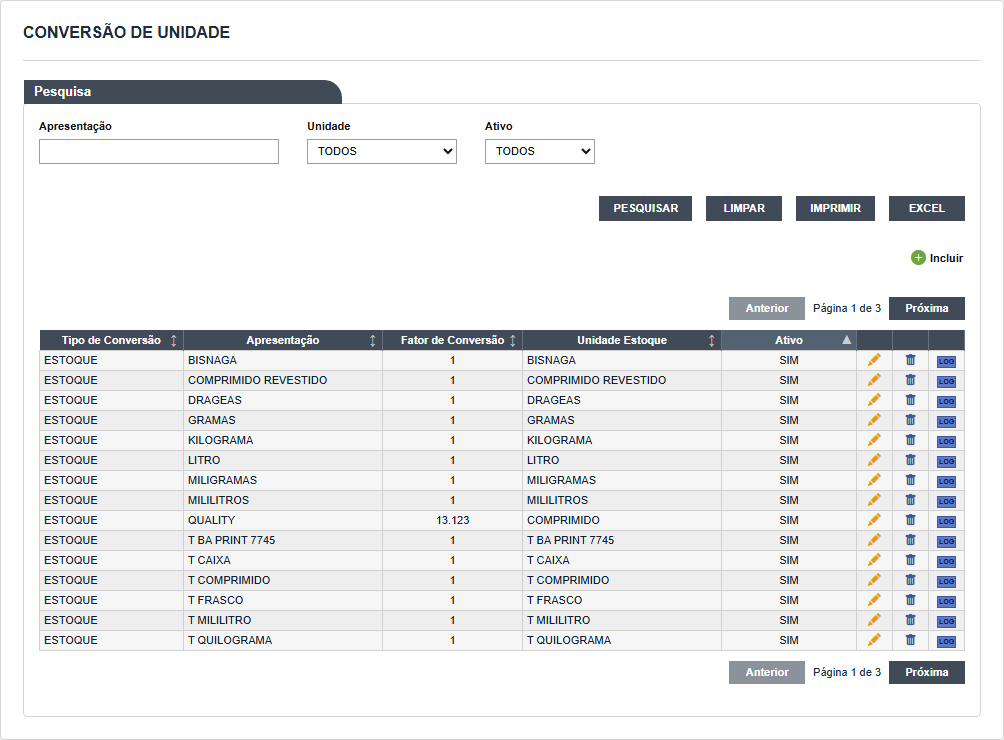 CONVERSÃO DE UNIDADE
Pesquisa
Apresentação Unidade Ativo
TODOS TODOS
PESQUISAR LIMPAR IMPRIMIR EXCEL
Incluir
Anterior Página 1 de 3 Próxima
Tipo de Conversão Apresentação Fator de Conversão Unidade Estoque Ativo
ESTOQUE BISNAGA 1 BISNAGA SIM LOG
ESTOQUE COMPRIMIDO REVESTIDO 1 COMPRIMIDO REVESTIDO SIM LOG
ESTOQUE DRAGEAS 1 DRAGEAS SIM LOG
ESTOQUE GRAMAS 1 GRAMAS SIM LOG
ESTOQUE KILOGRAMA 1 KILOGRAMA SIM LOG
ESTOQUE LITRO 1 LITRO SIM LOG
ESTOQUE MILIGRAMAS 1 MILIGRAMAS SIM LOG
ESTOQUE MILILITROS 1 MILILITROS SIM LOG
ESTOQUE QUALITY 13.123 COMPRIMIDO SIM LOG
ESTOQUE T BA PRINT 7745 1 T BA PRINT 7745 SIM LOG
ESTOQUE T CAIXA 1 T CAIXA SIM LOG
ESTOQUE T COMPRIMIDO 1 T COMPRIMIDO SIM LOG
ESTOQUE T FRASCO 1 T FRASCO SIM LOG
ESTOQUE T MILILITRO 1 T MILILITRO SIM LOG
ESTOQUE T QUILOGRAMA 1 T QUILOGRAMA SIM LOG
Anterior Página 1 de 3 Próxima